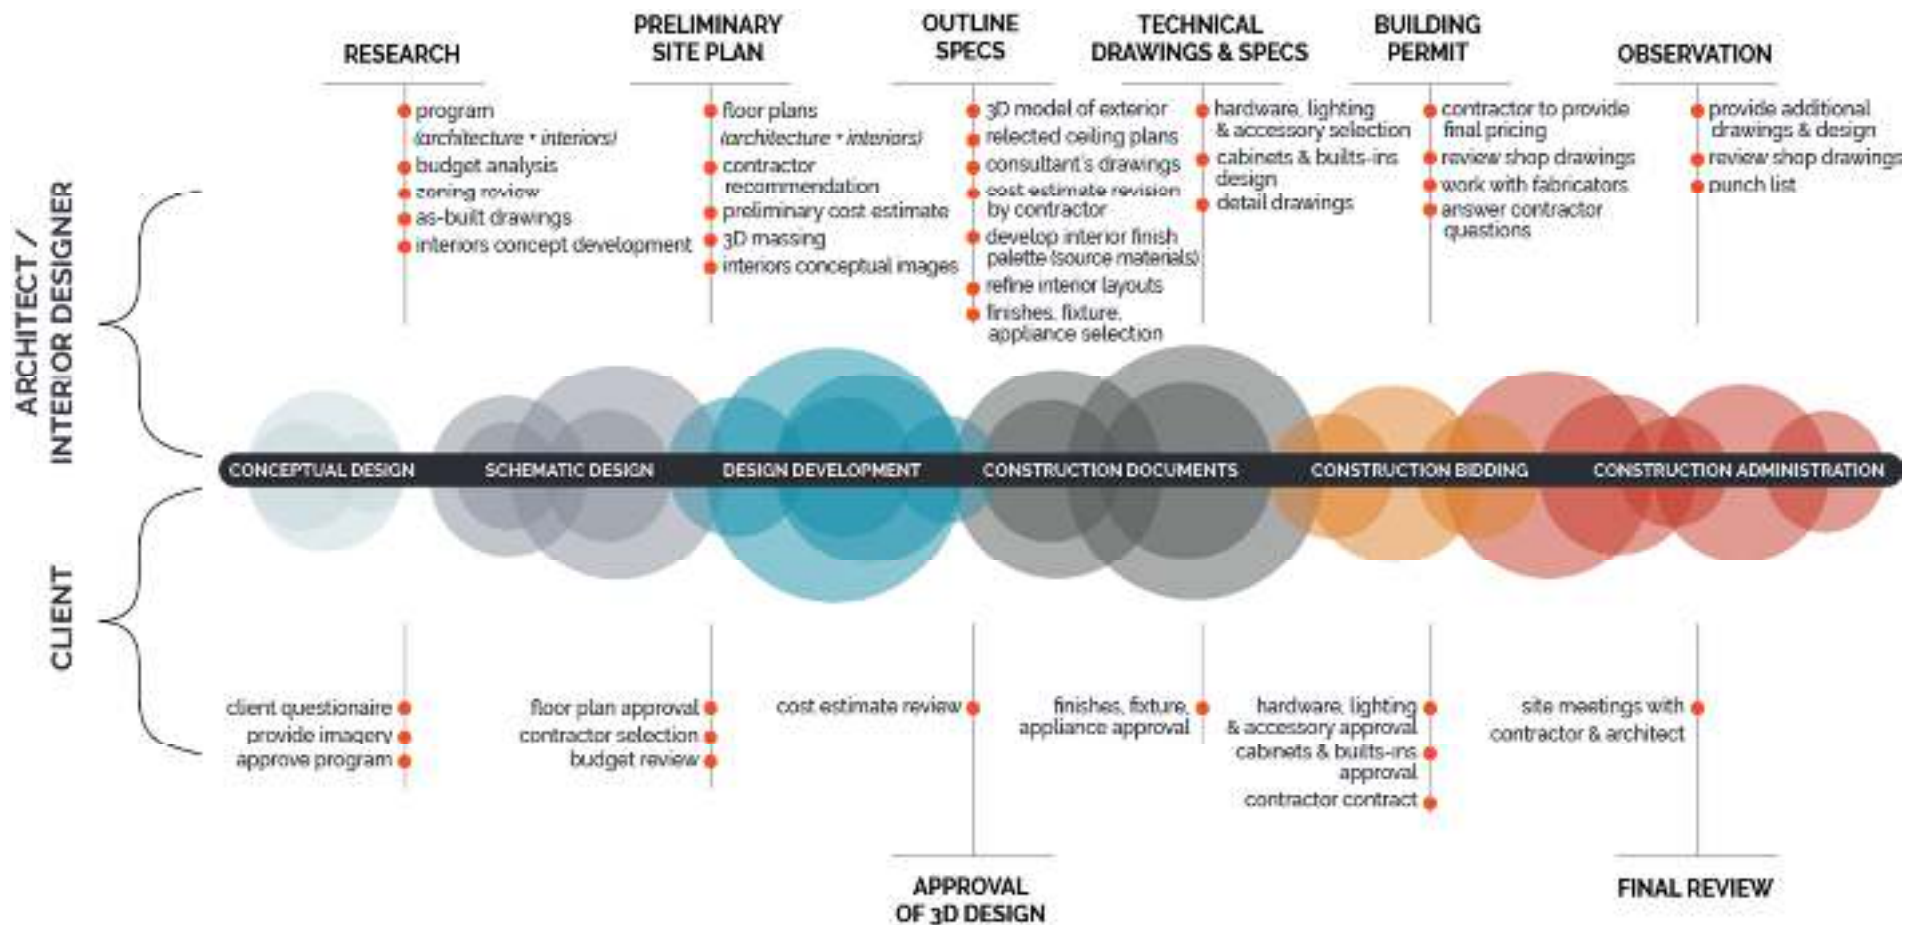 RESEARCH
program
(architecture + interiors)
budget analysis
zoning review
as-built drawings
interiors concept development
PRELIMINARY
SITE PLAN
floor plans
(architecture + interiors)
contractor
recommendation
preliminary cost estimate
3D massing
interiors conceptual images
OUTLINE
SPECS
3D model of exterior
relected ceiling plans
consultant's drawings
cost estimate revision
by contractor
develop interior finish
palette (source materials)
refine interior layouts
finishes, fixture,
appliance selection
TECHNICAL
DRAWINGS & SPECS
hardware, lighting
& accessory selection
cabinets & builts-ins
design
detail drawings
BUILDING
PERMIT
contractor to provide
final pricing
review shop drawings
work with fabricators
answer contractor
questions
OBSERVATION
provide additional
drawings & design
review shop drawings
punch list
ARCHITECT /
INTERIOR DESIGNER
CONCEPTUAL DESIGN
SCHEMATIC DESIGN
DESIGN DEVELOPMENT
CONSTRUCTION DOCUMENTS
CONSTRUCTION BIDDING
CONSTRUCTION ADMINISTRATION
CLIENT
client questionaire
provide imagery
approve program
floor plan approval
contractor selection
budget review
cost estimate review
finishes, fixture,
appliance approval
hardware, lighting
& accessory approval
cabinets & builts-ins
approval
contractor contract
site meetings with
contractor & architect
APPROVAL
OF 3D DESIGN
FINAL REVIEW